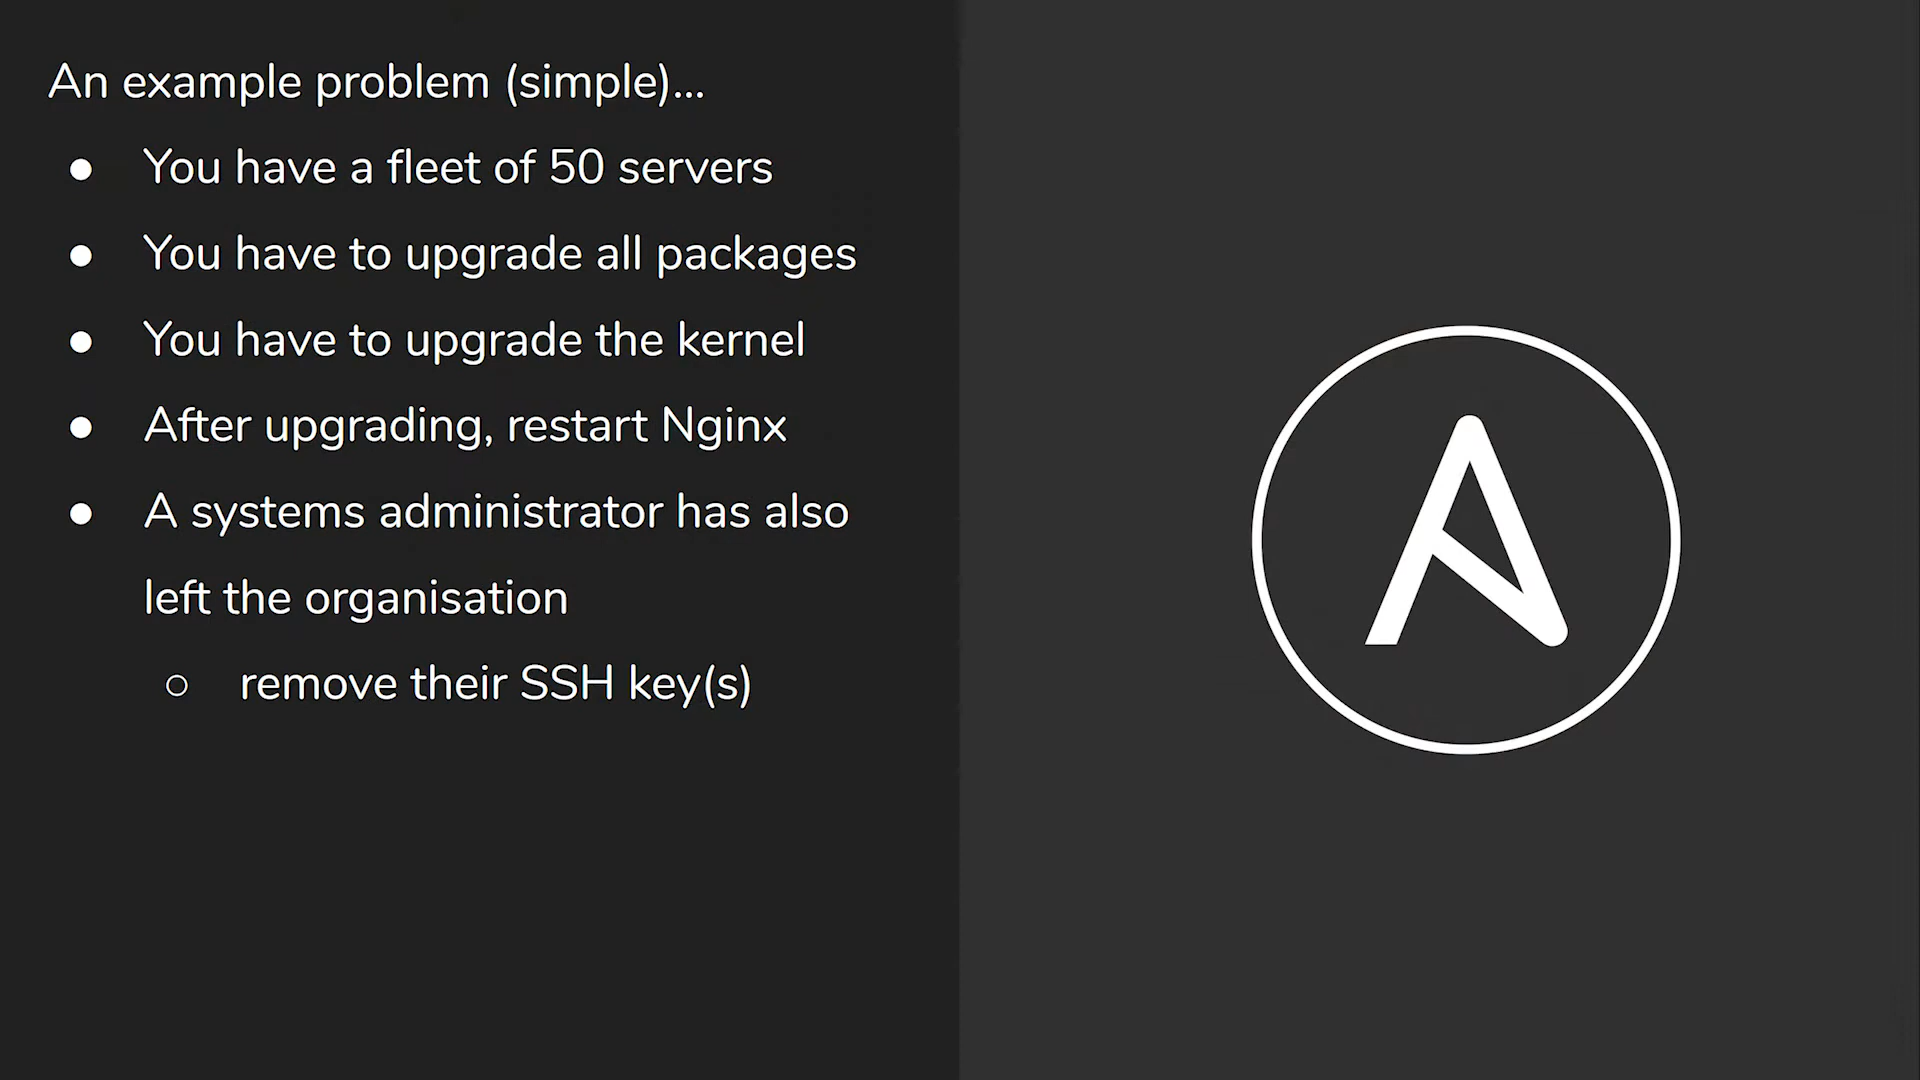 An example problem (simple)...
● You have a fleet of 50 servers
● You have to upgrade all packages
● You have to upgrade the kernel
● After upgrading, restart Nginx
● A systems administrator has also
left the organisation
○ remove their SSH key(s)